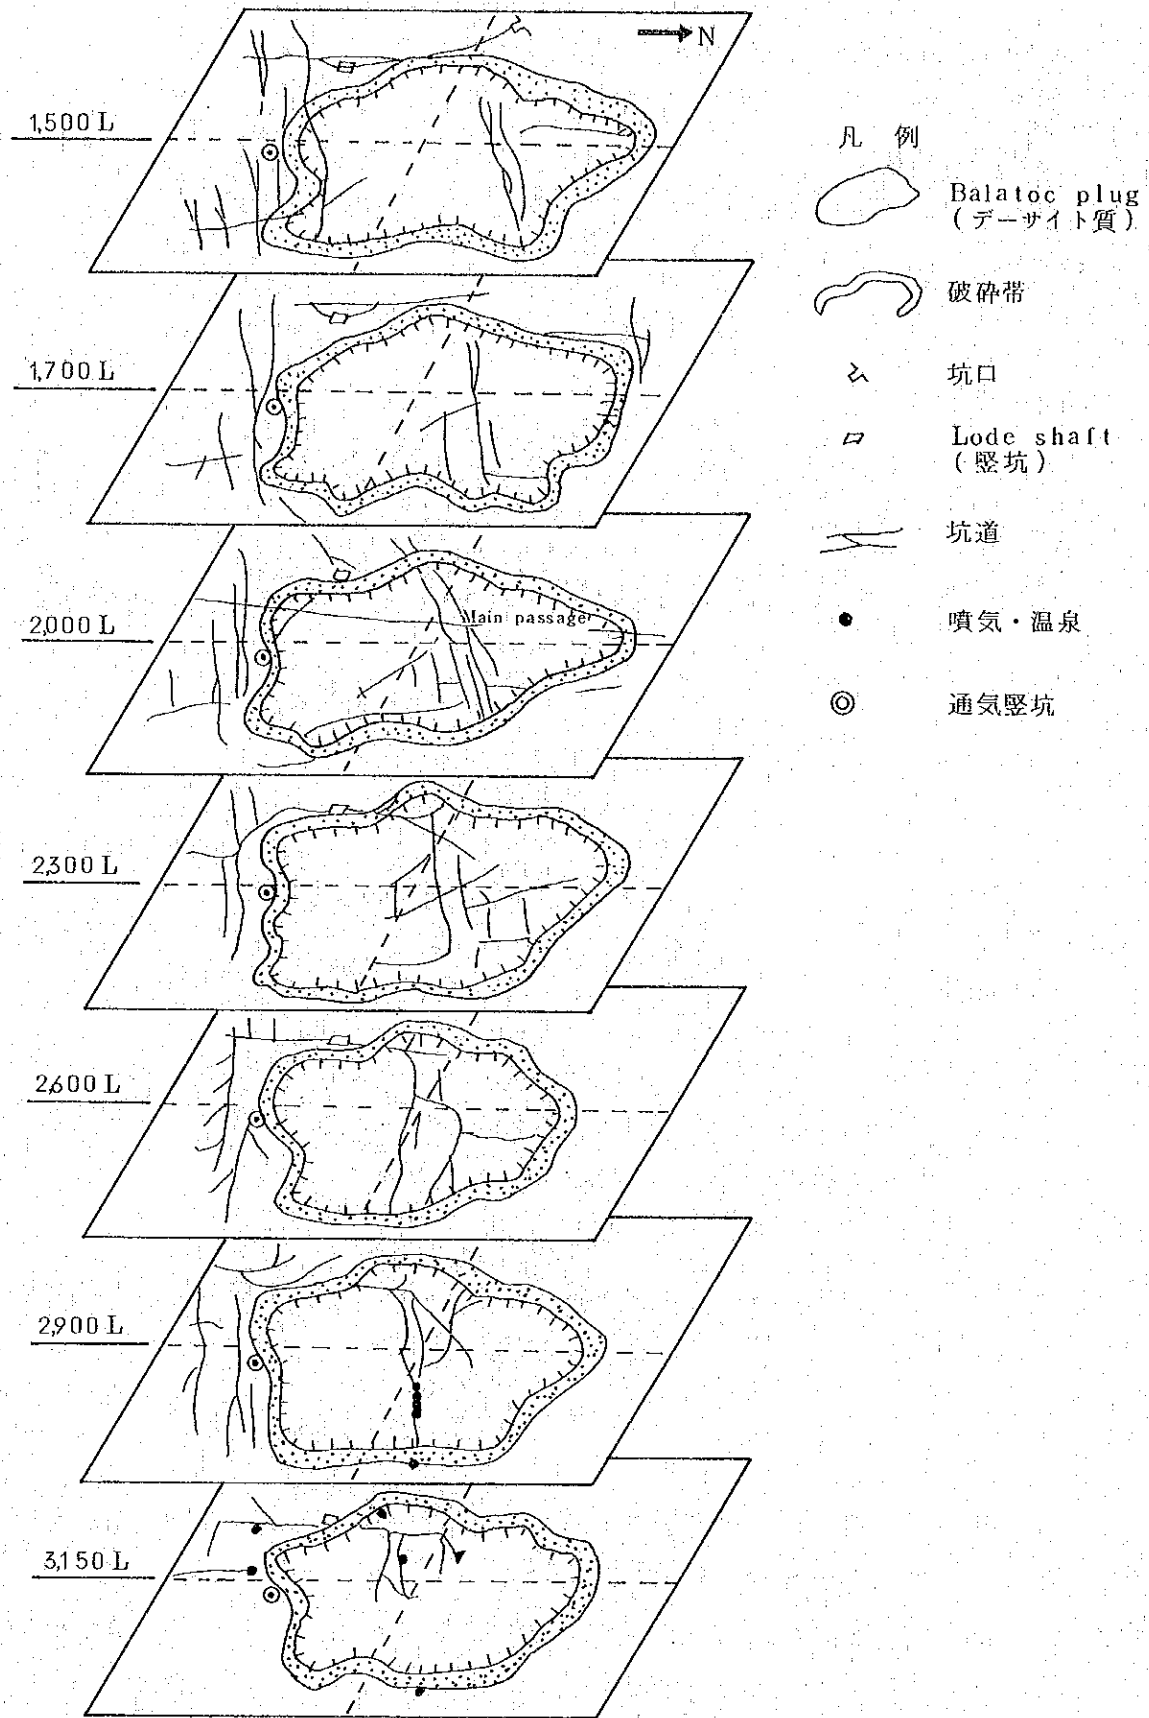 N
1,500 L
1,700 L
2,000 L
Main passage
2,300 L
2,600 L
2,900 L
3,150 L
凡 例
Balatoc plug
(デーサイト質)
破砕帯
坑口
Lode shaft
(竪坑)
坑道
噴気・温泉
通気竪坑